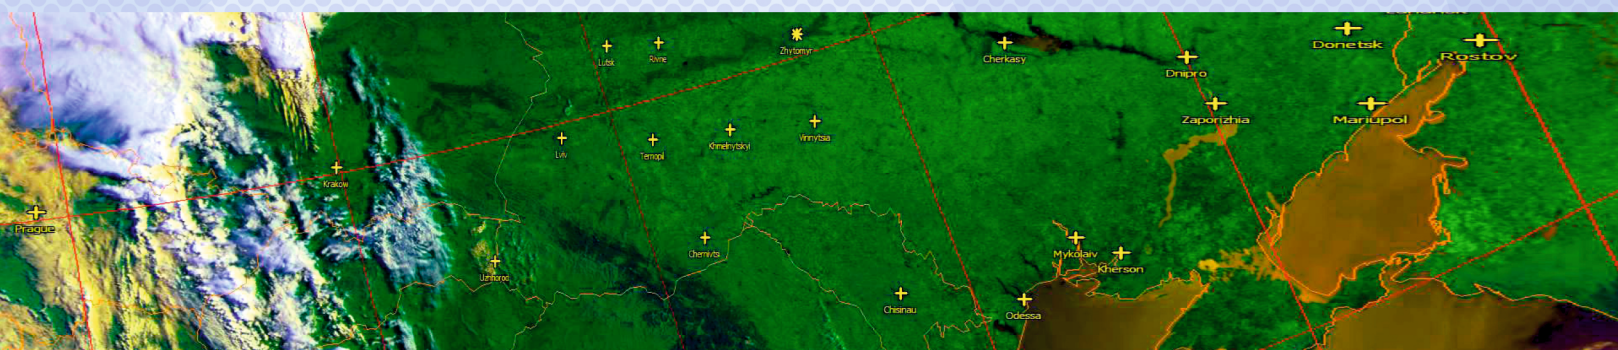 Donetsk
Rostov
Lutsk
Rivne
Zhytomyr
Cherkasy
Dnipro
Zaporizhia
Mariupol
Lviv
Ternopil
Khmelnytskyi
Vinnytsia
Krakow
Prague
Uzhhorod
Chernivtsi
Mykolaiv
Kherson
Chisinau
Odessa